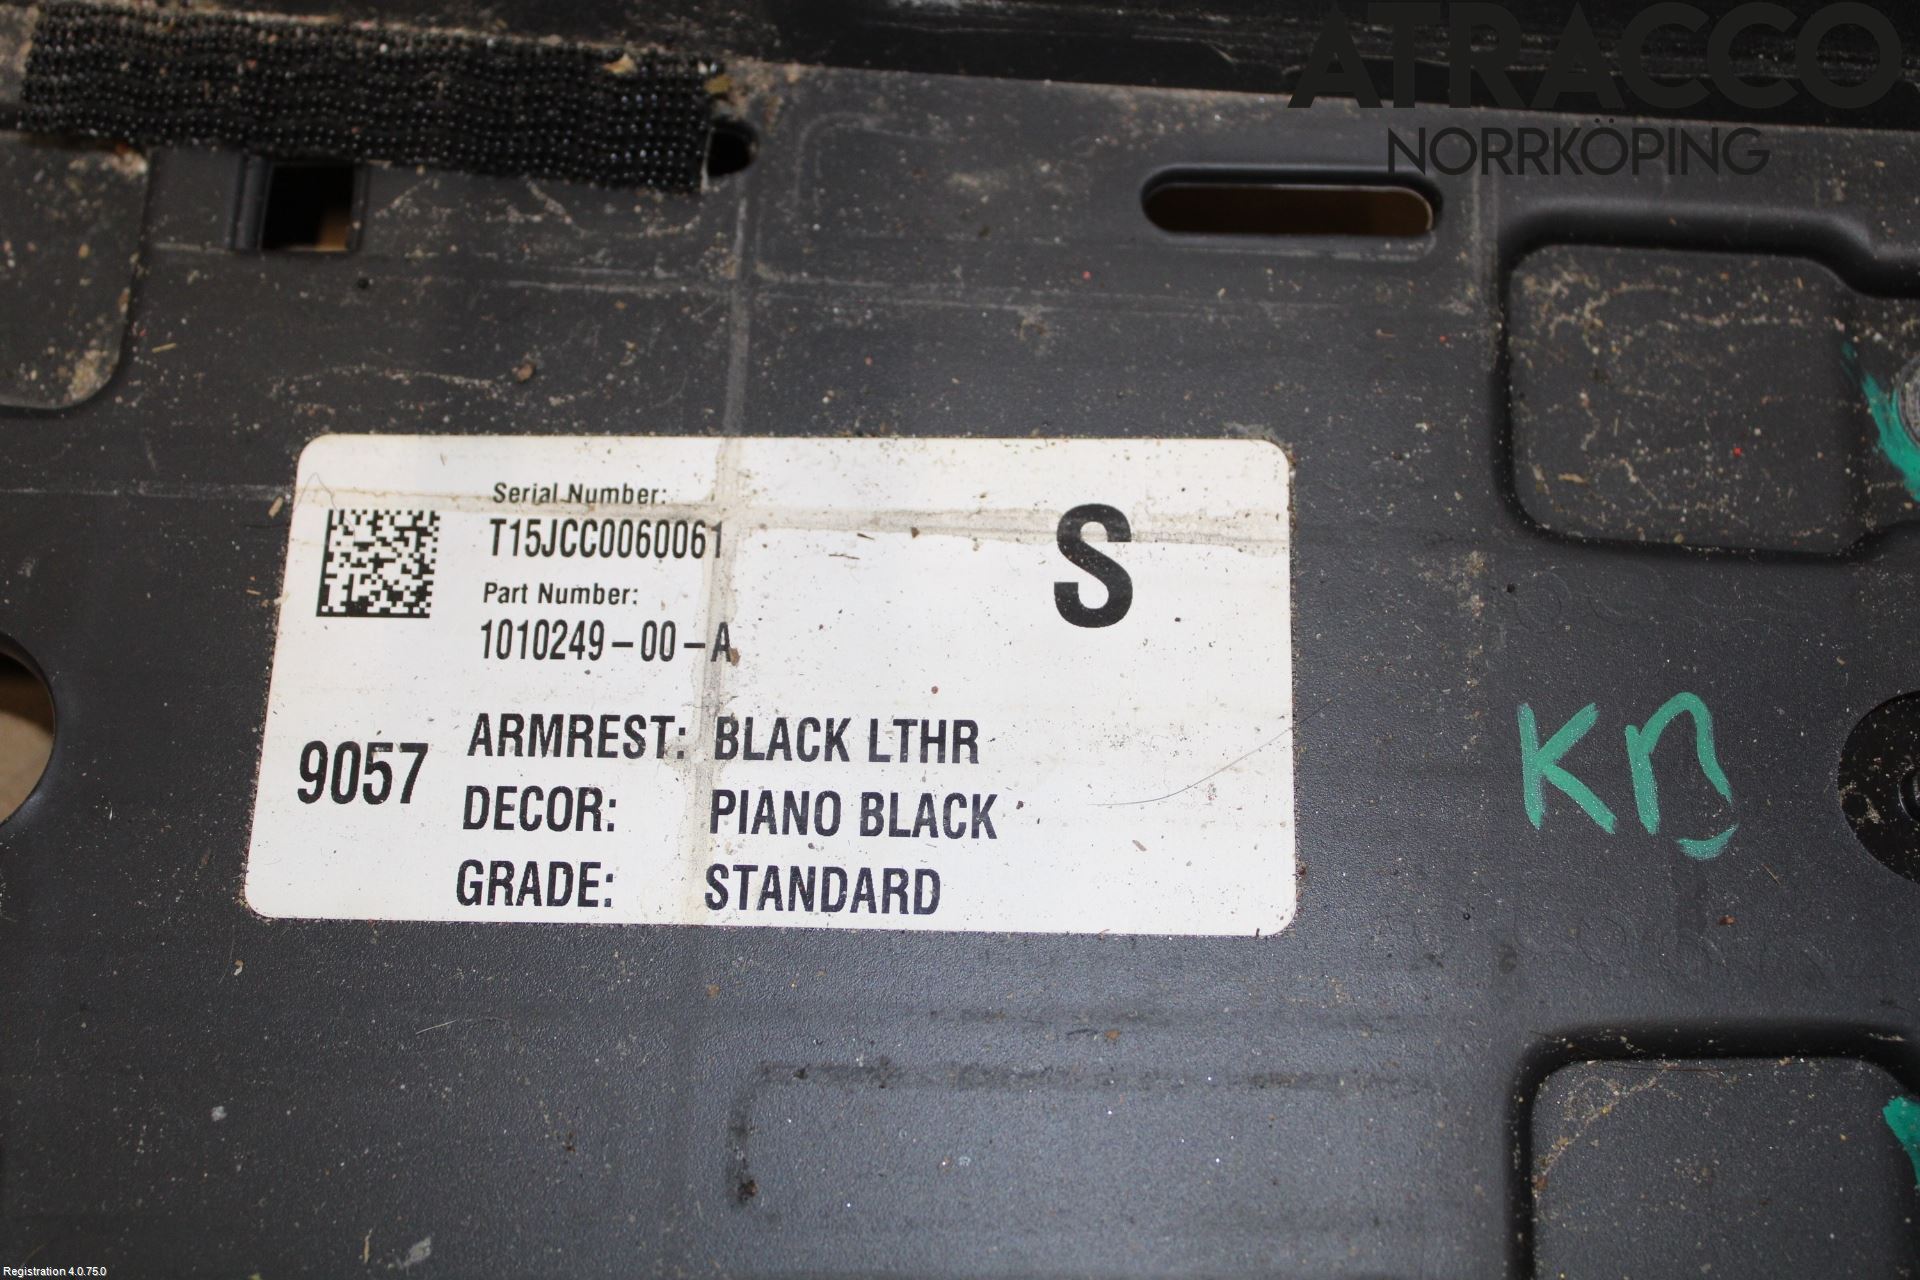 ATRACCO
NORRKÖPING
Serial Number:
T15JCC0060061
Part Number:
1010249-00-A
S
9057
ARMREST: BLACK LTHR
DECOR: PIANO BLACK
GRADE: STANDARD
Registration 4.0.75.0